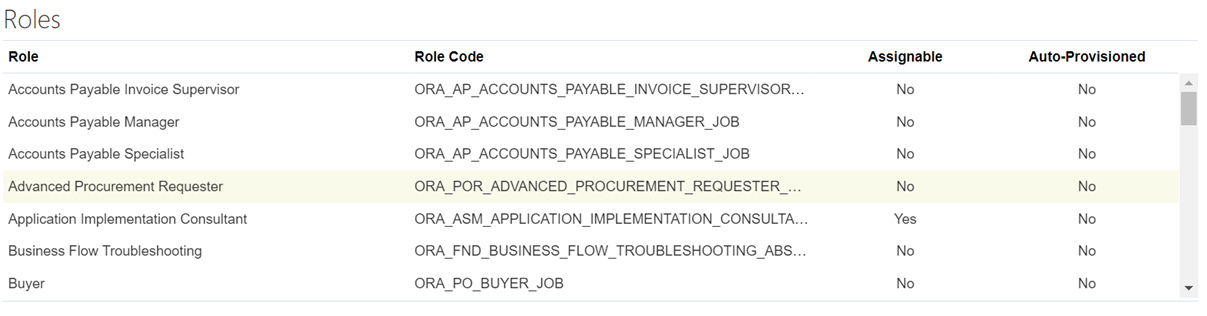 Roles
Role Role Code Assignable Auto-Provisioned
Accounts Payable Invoice Supervisor ORA_AP_ACCOUNTS_PAYABLE_INVOICE_SUPERVISOR... No No
Accounts Payable Manager ORA_AP_ACCOUNTS_PAYABLE_MANAGER_JOB No No
Accounts Payable Specialist ORA_AP_ACCOUNTS_PAYABLE_SPECIALIST_JOB No No
Advanced Procurement Requester ORA_POR_ADVANCED_PROCUREMENT_REQUESTER_... No No
Application Implementation Consultant ORA_ASM_APPLICATION_IMPLEMENTATION_CONSULTA... Yes No
Business Flow Troubleshooting ORA_FND_BUSINESS_FLOW_TROUBLESHOOTING_ABS... No No
Buyer ORA_PO_BUYER_JOB No No